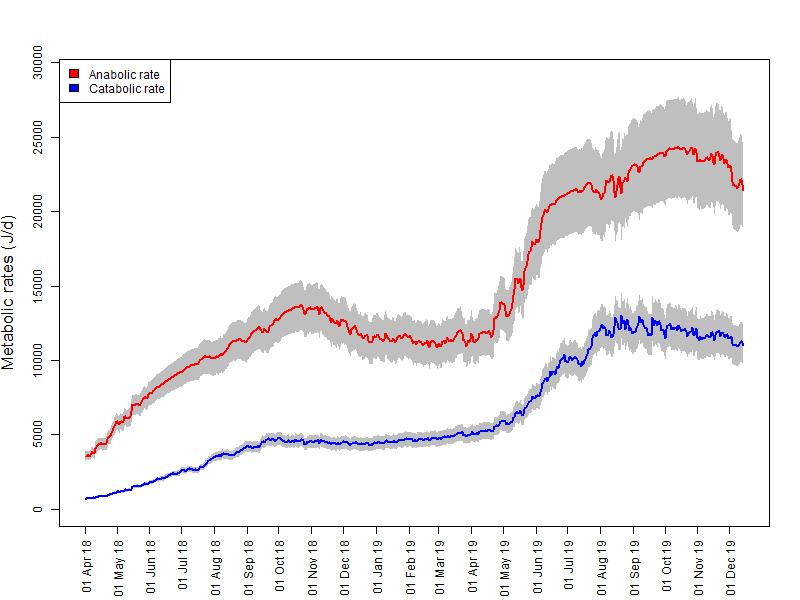 Metabolic rates (J/d)
30000
25000
20000
15000
10000
5000
0
Anabolic rate
Catabolic rate
01 Apr 18
01 May 18
01 Jun 18
01 Jul 18
01 Aug 18
01 Sep 18
01 Oct 18
01 Nov 18
01 Dec 18
01 Jan 19
01 Feb 19
01 Mar 19
01 Apr 19
01 May 19
01 Jun 19
01 Jul 19
01 Aug 19
01 Sep 19
01 Oct 19
01 Nov 19
01 Dec 19